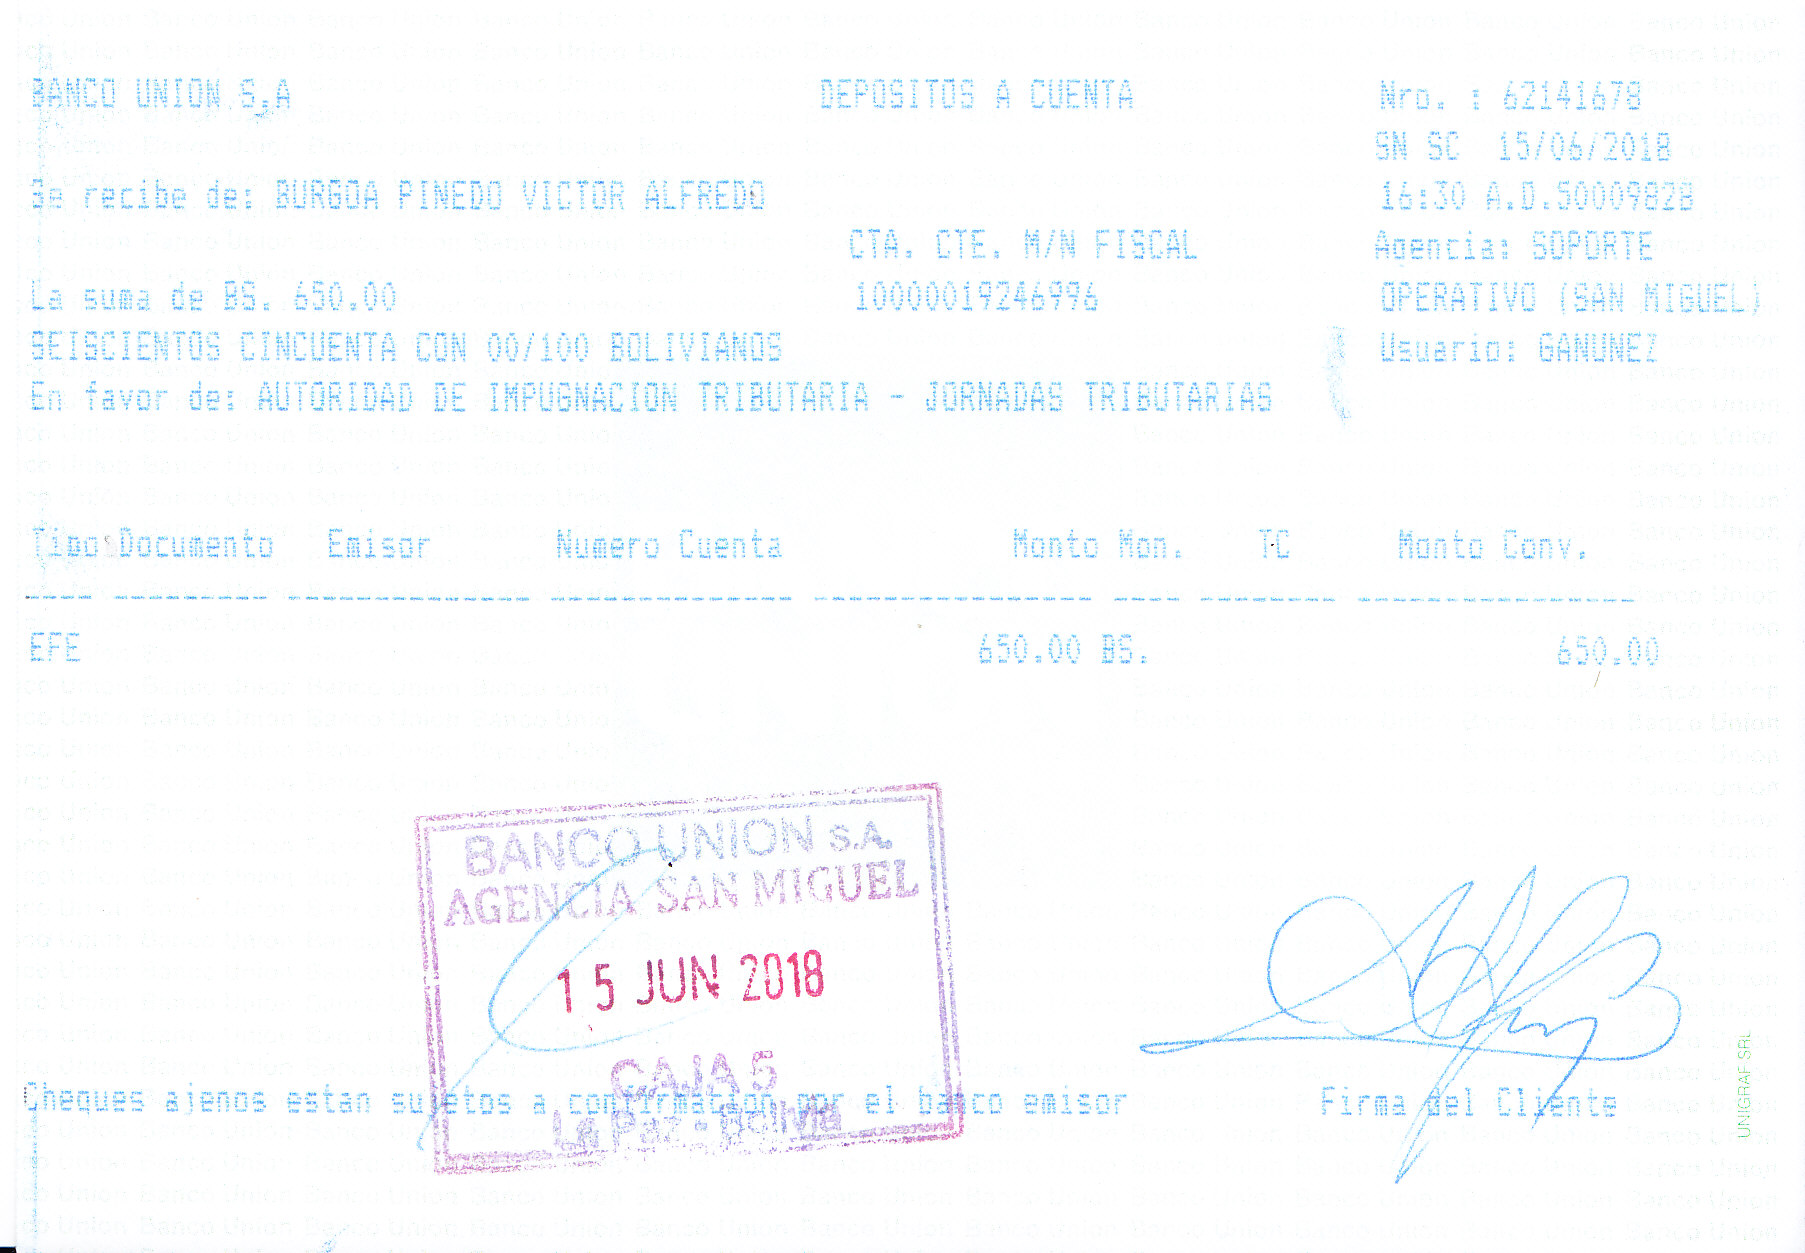 BANCO UNION S.A DEPOSITOS A CUENTA Nro. : 62141678
SN SC 15/06/2018
Se recibe de: BURGOA PINEDO VICTOR ALFREDO 16:30 A.D.S0009828
CTA. CTE. M/N FISCAL Agencia: SOPORTE
La suma de BS. 650.00 10000019246996 OPERATIVO (SAN MIGUEL)
SEISCIENTOS CINCUENTA CON 00/100 BOLIVIANOS Usuario: GANUNEZ
En favor de: AUTORIDAD DE IMPUGNACION TRIBUTARIA - JORNADAS TRIBUTARIAS
Tipo Documento Emisor Numero Cuenta Monto Mon. TC Monto Conv.
EFE 650.00 BS. 650.00
BANCO UNION S.A.
AGENCIA SAN MIGUEL
15 JUN 2018
CAJA 5
La Paz - Bolivia
Cheques ajenos estan sujetos a confirmation por el banco emisor Firma del Cliente
UNIGRAF SRL